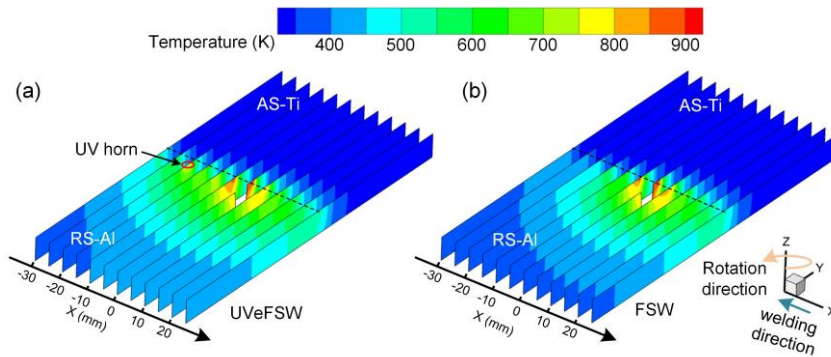 Temperature (K)
400 500 600 700 800 900
(a)
AS-Ti
UV horn
RS-Al
-30
-20
-10
0
10
20
X (mm)
UVeFSW
(b)
AS-Ti
RS-Al
-30
-20
-10
0
10
20
X (mm)
FSW
Z
Y
X
Rotation
direction
welding
direction